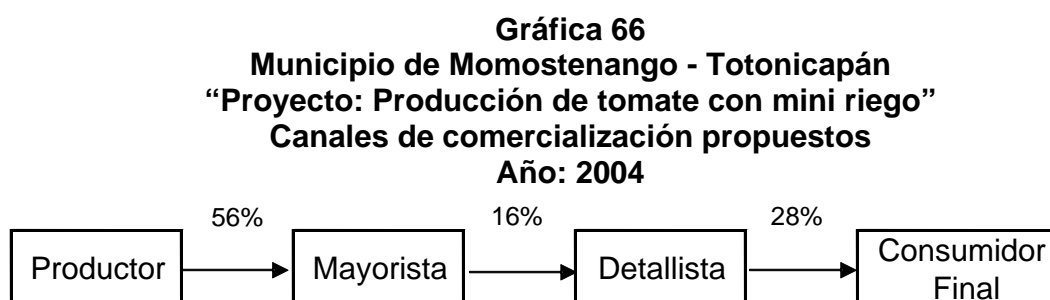 Gráfica 66
Municipio de Momostenango - Totonicapán
“Proyecto: Producción de tomate con mini riego”
Canales de comercialización propuestos
Año: 2004
56%
16%
28%
Productor
Mayorista
Detallista
Consumidor
Final